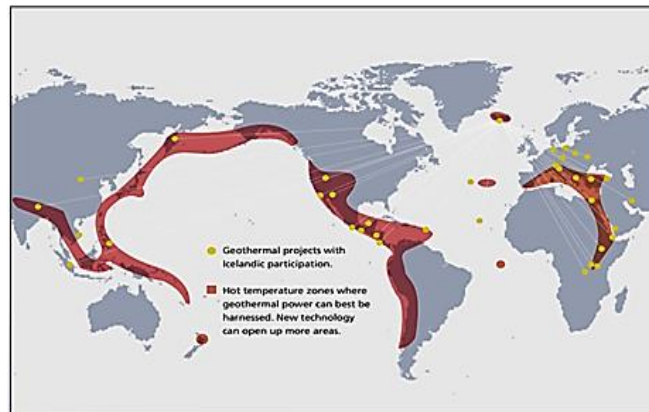 Geothermal projects with
Icelandic participation.
Hot temperature zones where
geothermal power can best be
harnessed. New technology
can open up more areas.